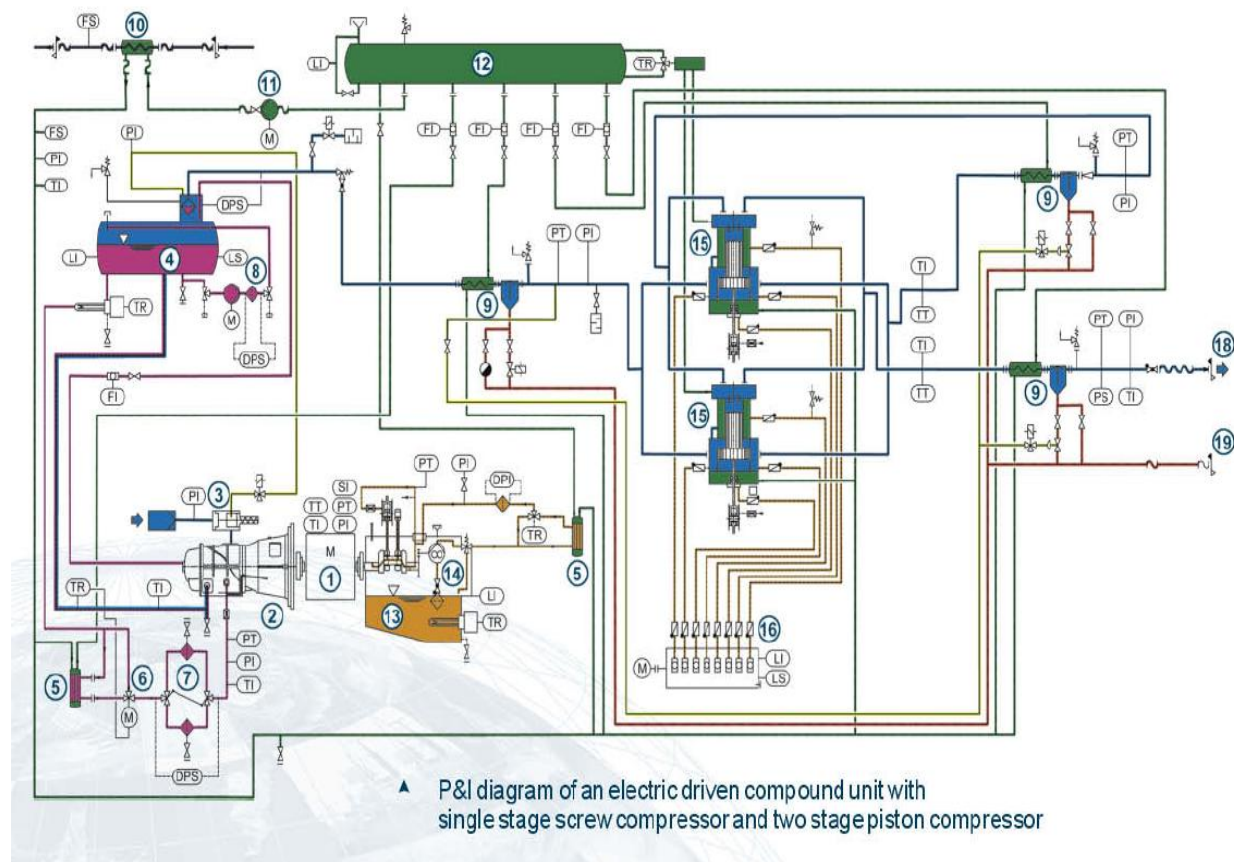 10
FS
11
12
LI
TR
M
FS
PI
TI
PI
FI
FI
FI
FI
DPS
LI
4
LS
8
TR
M
DPS
FI
9
PT
PI
15
15
TI
TT
TI
TT
9
PT
PI
9
PT
PI
PS
TI
18
19
3
PI
2
TR
TI
PT
PI
TI
5
6
7
M
DPS
SI
PT
PI
TT
PT
TI
PI
M
1
DPI
TR
14
5
13
LI
TR
16
M
LI
LS
P&I diagram of an electric driven compound unit with
single stage screw compressor and two stage piston compressor